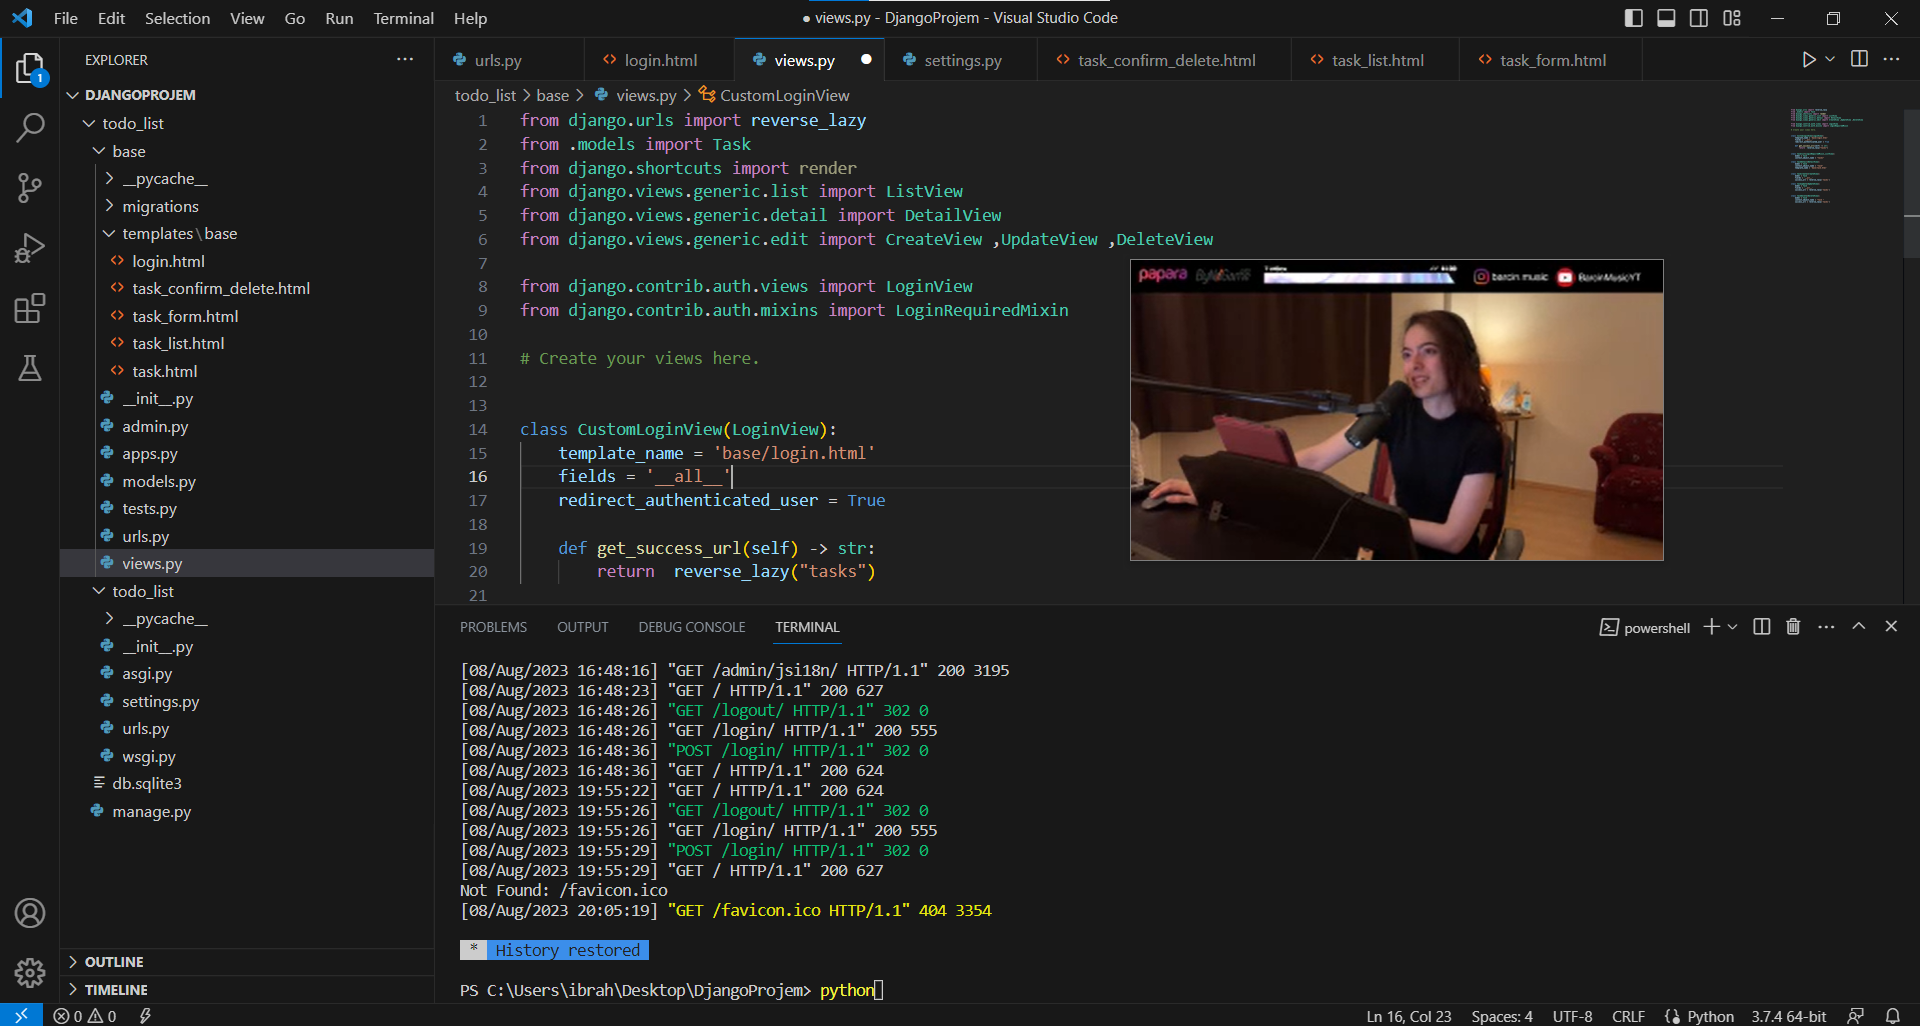 File Edit Selection View Go Run Terminal Help
● views.py - DjangoProjem - Visual Studio Code
EXPLORER
1
DJANGOPROJEM
todo_list
base
__pycache__
migrations
templates\base
login.html
task_confirm_delete.html
task_form.html
task_list.html
task.html
__init__.py
admin.py
apps.py
models.py
tests.py
urls.py
views.py
todo_list
__pycache__
__init__.py
asgi.py
settings.py
urls.py
wsgi.py
db.sqlite3
manage.py
OUTLINE
TIMELINE
urls.py login.html views.py settings.py task_confirm_delete.html task_list.html task_form.html
todo_list > base > views.py > CustomLoginView
1 from django.urls import reverse_lazy
2 from .models import Task
3 from django.shortcuts import render
4 from django.views.generic.list import ListView
5 from django.views.generic.detail import DetailView
6 from django.views.generic.edit import CreateView ,UpdateView ,DeleteView
7
8 from django.contrib.auth.views import LoginView
9 from django.contrib.auth.mixins import LoginRequiredMixin
10
11 # Create your views here.
12
13
14 class CustomLoginView(LoginView):
15 template_name = 'base/login.html'
16 fields = '__all__'
17 redirect_authenticated_user = True
18
19 def get_success_url(self) -> str:
20 return reverse_lazy("tasks")
21
papara baroin.music BaroinMusicYT
PROBLEMS OUTPUT DEBUG CONSOLE TERMINAL
powershell
[08/Aug/2023 16:48:16] "GET /admin/jsi18n/ HTTP/1.1" 200 3195
[08/Aug/2023 16:48:23] "GET / HTTP/1.1" 200 627
[08/Aug/2023 16:48:26] "GET /logout/ HTTP/1.1" 302 0
[08/Aug/2023 16:48:26] "GET /login/ HTTP/1.1" 200 555
[08/Aug/2023 16:48:36] "POST /login/ HTTP/1.1" 302 0
[08/Aug/2023 16:48:36] "GET / HTTP/1.1" 200 624
[08/Aug/2023 19:55:22] "GET / HTTP/1.1" 200 624
[08/Aug/2023 19:55:26] "GET /logout/ HTTP/1.1" 302 0
[08/Aug/2023 19:55:26] "GET /login/ HTTP/1.1" 200 555
[08/Aug/2023 19:55:29] "POST /login/ HTTP/1.1" 302 0
[08/Aug/2023 19:55:29] "GET / HTTP/1.1" 200 627
Not Found: /favicon.ico
[08/Aug/2023 20:05:19] "GET /favicon.ico HTTP/1.1" 404 3354
* History restored
PS C:\Users\ibrah\Desktop\DjangoProjem> python
0 0
Ln 16, Col 23 Spaces: 4 UTF-8 CRLF Python 3.7.4 64-bit